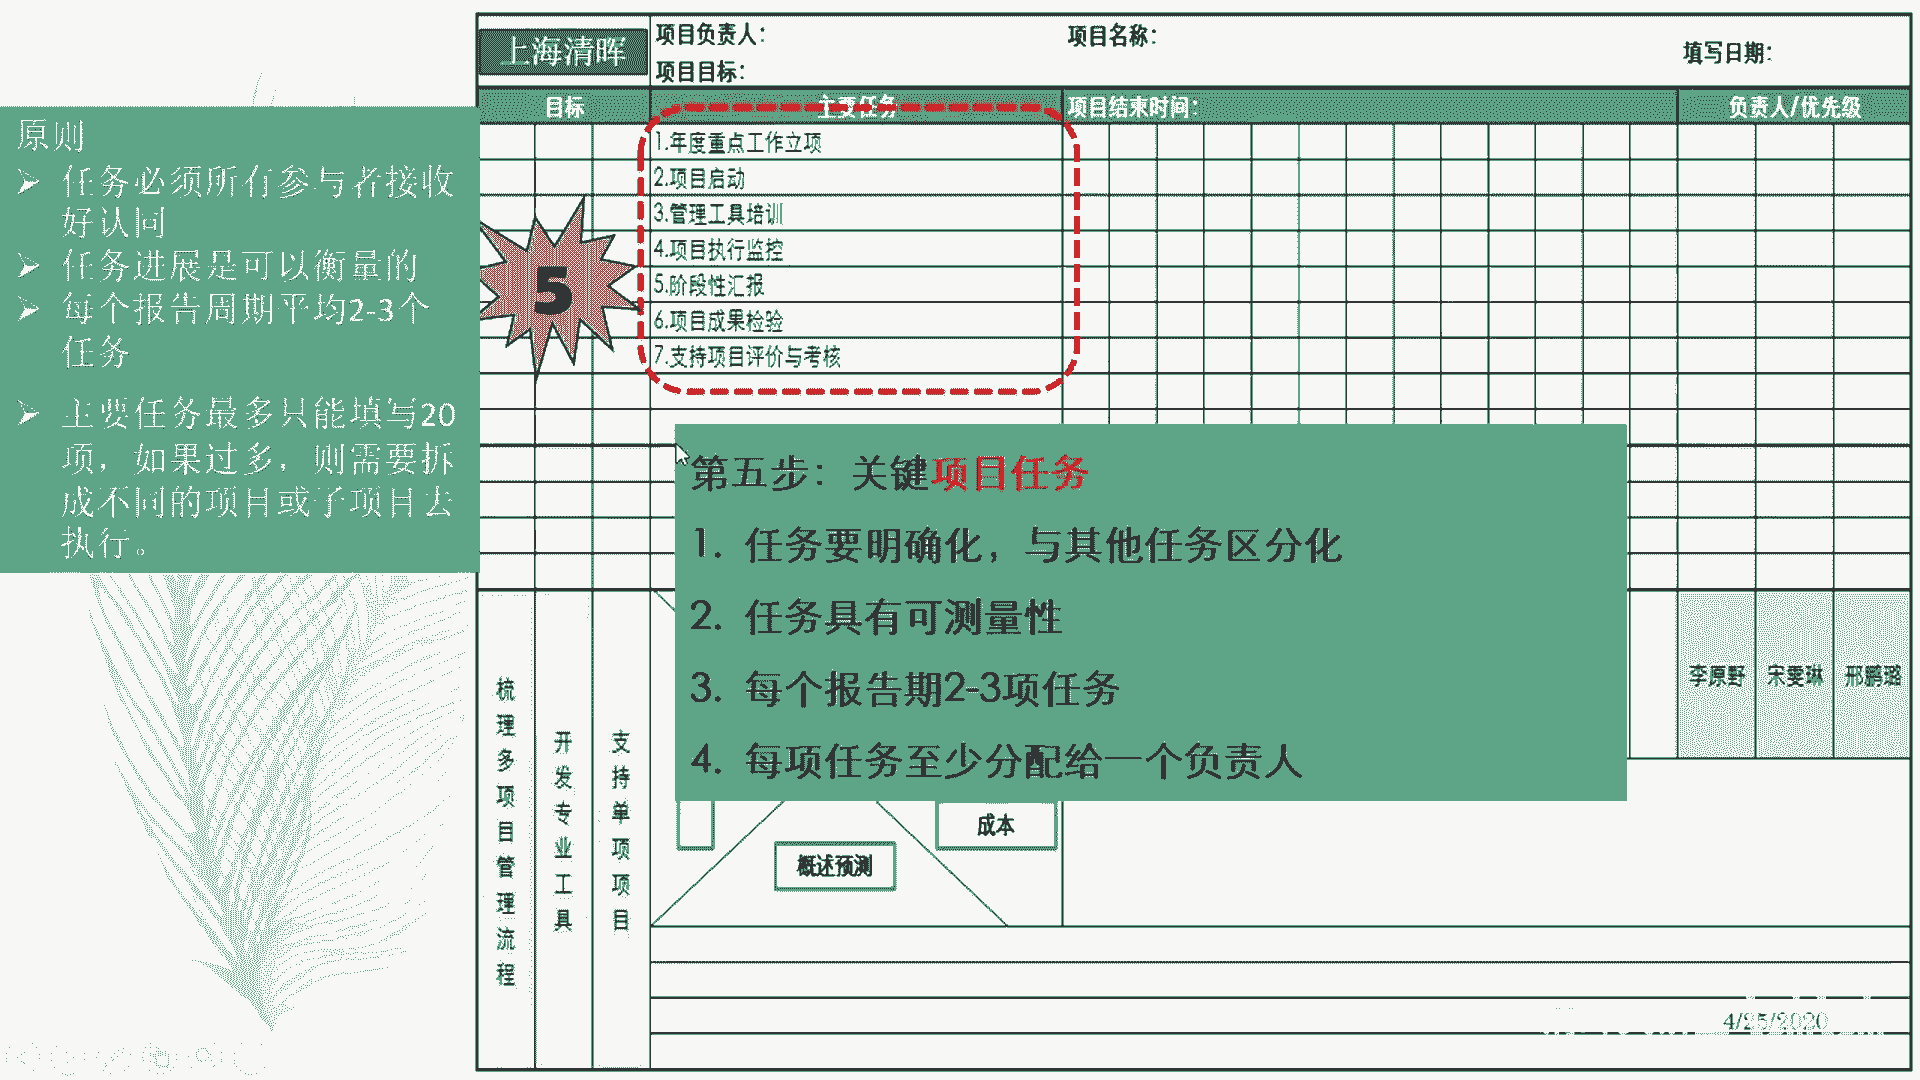 上海清晖
项目负责人：
项目名称：
填写日期：
项目目标：
目标
主要任务
项目结束时间：
负责人/优先级
原则
任务必须所有参与者接收
好认同
任务进展是可以衡量的
每个报告周期平均2-3个
任务
主要任务最多只能填写20
项，如果过多，则需要拆
成不同的项目或子项目去
执行。
1.年度重点工作立项
2.项目启动
3.管理工具培训
4.项目执行监控
5.阶段性汇报
6.项目成果检验
7.支持项目评价与考核
5
第五步：关键项目任务
1. 任务要明确化，与其他任务区分化
2. 任务具有可测量性
3. 每个报告期2-3项任务
4. 每项任务至少分配给一个负责人
梳理多项目管理流程
开发专业工具
支持单项项目
李原野
宋雯琳
邢鹏璐
成本
概述预测
4/25/2020